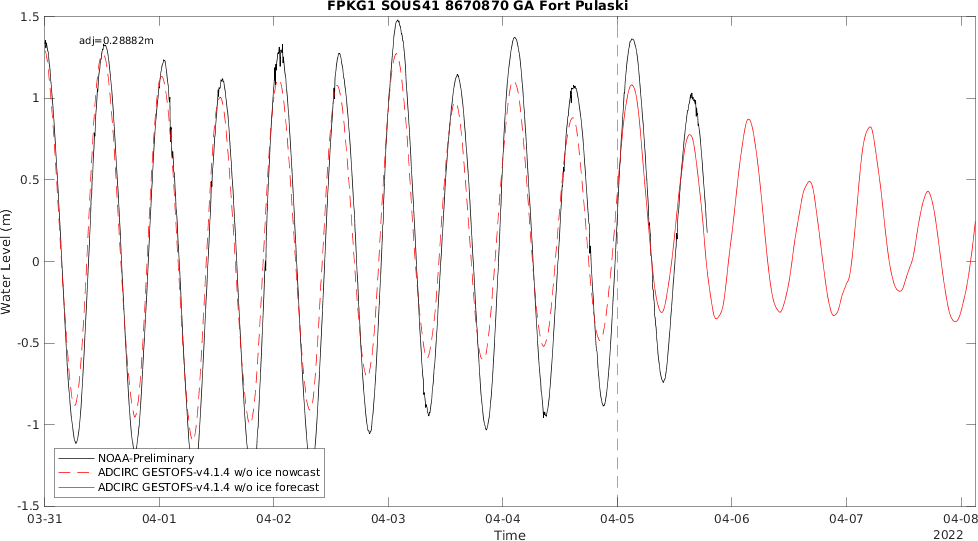 FPKG1 SOUS41 8670870 GA Fort Pulaski
adj=0.28882m
1.5
1
0.5
0
-0.5
-1
-1.5
Water Level (m)
NOAA-Preliminary
ADCIRC GESTOFS-v4.1.4 w/o ice nowcast
ADCIRC GESTOFS-v4.1.4 w/o ice forecast
03-31 04-01 04-02 04-03 04-04 04-05 04-06 04-07 04-08
Time
2022